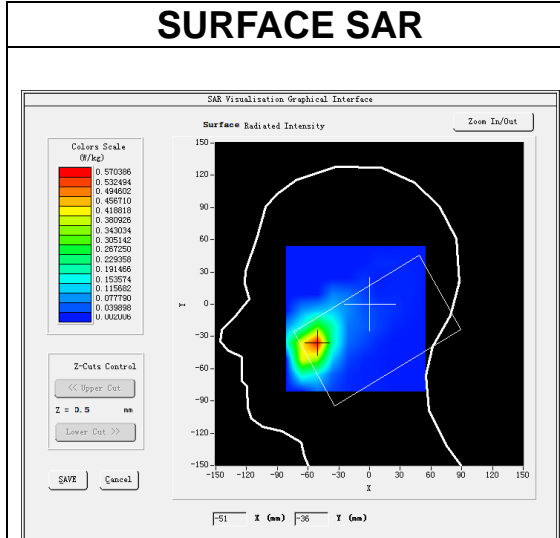 SURFACE SAR
SAR Visualisation Graphical Interface
Surface Radiated Intensity
Zoom In/Out
Colors Scale
(W/kg)
0.570386
0.532494
0.494602
0.456710
0.418818
0.380926
0.343034
0.305142
0.267250
0.229358
0.191466
0.153574
0.115682
0.077790
0.039898
0.002006
Z-Cuts Control
<< Upper Cut
Z = 0.5 mm
Lower Cut >>
SAVE Cancel
150
120
90
60
30
0
-30
-60
-90
-120
-150
Y
-150 -120 -90 -60 -30 0 30 60 90 120 150
X
-51 X (mm) -36 Y (mm)